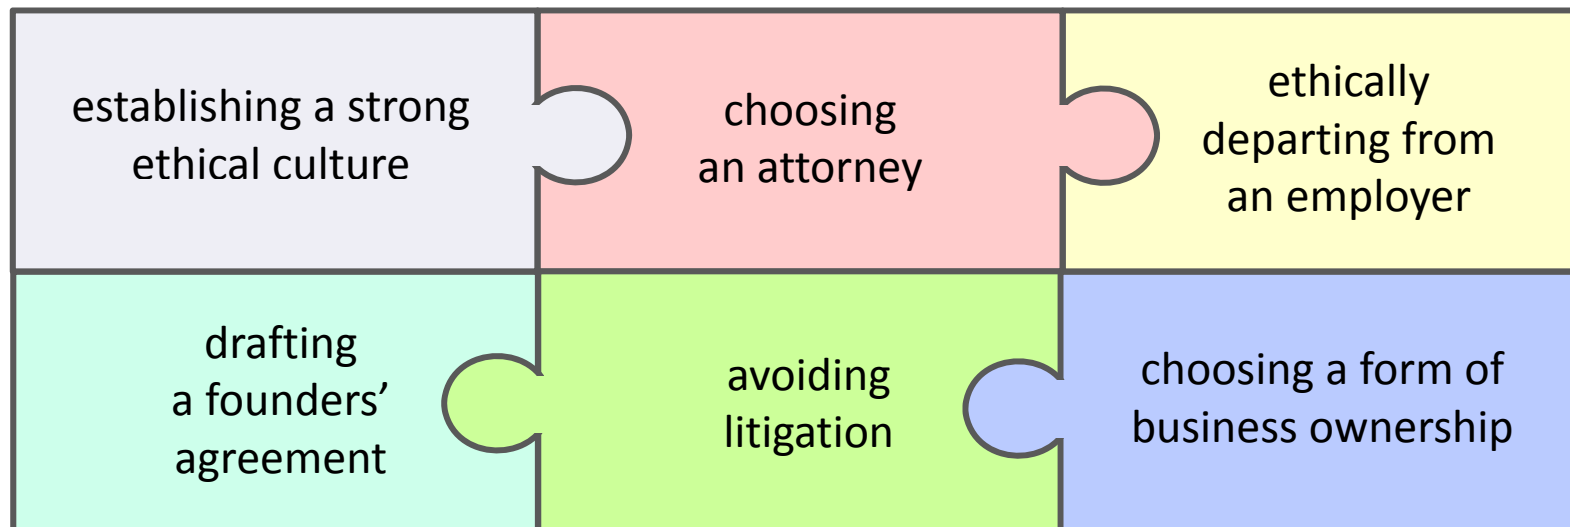 establishing a strong
ethical culture
choosing
an attorney
ethically
departing from
an employer
drafting
a founders’
agreement
avoiding
litigation
choosing a form of
business ownership